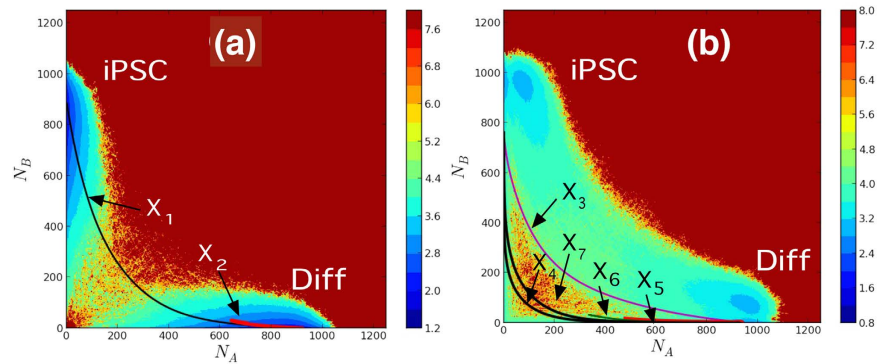 (a)
iPSC
X1
X2
Diff
NB
NA
1200
1000
800
600
400
200
0
0 200 400 600 800 1000 1200
7.6
6.8
6.0
5.2
4.4
3.6
2.8
2.0
1.2
(b)
iPSC
X3
X7
X4
X6
X5
Diff
NB
NA
1200
1000
800
600
400
200
0
0 200 400 600 800 1000 1200
8.0
7.2
6.4
5.6
4.8
4.0
3.2
2.4
1.6
0.8